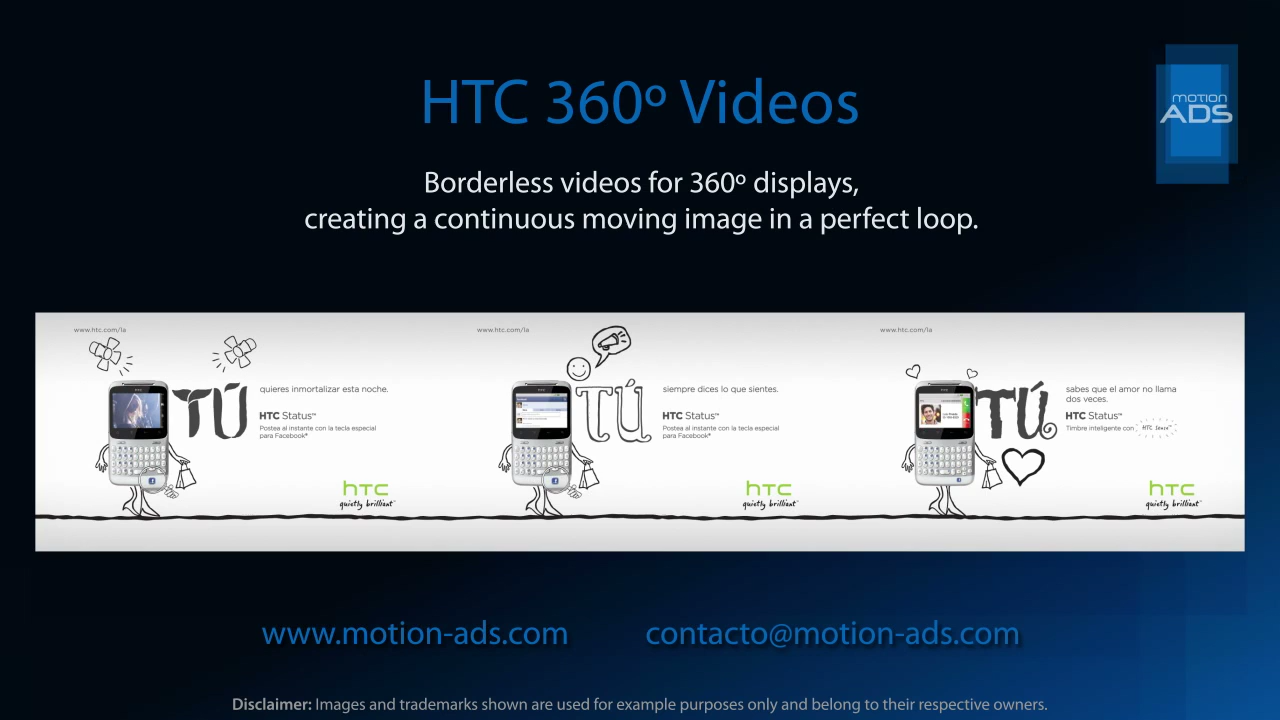 HTC 360º Videos
motion
ADS
Borderless videos for 360º displays,
creating a continuous moving image in a perfect loop.
www.htc.com/la
TÚ
quieres inmortalizar esta noche.
HTC Status™
Postea al instante con la tecla especial
para Facebook®
htc
quietly brilliant™
www.htc.com/la
TÚ
siempre dices lo que sientes.
HTC Status™
Postea al instante con la tecla especial
para Facebook®
htc
quietly brilliant™
www.htc.com/la
TÚ
sabes que el amor no llama
dos veces.
HTC Status™
Timbre inteligente con HTC Sense™
htc
quietly brilliant™
www.motion-ads.com contacto@motion-ads.com
Disclaimer: Images and trademarks shown are used for example purposes only and belong to their respective owners.